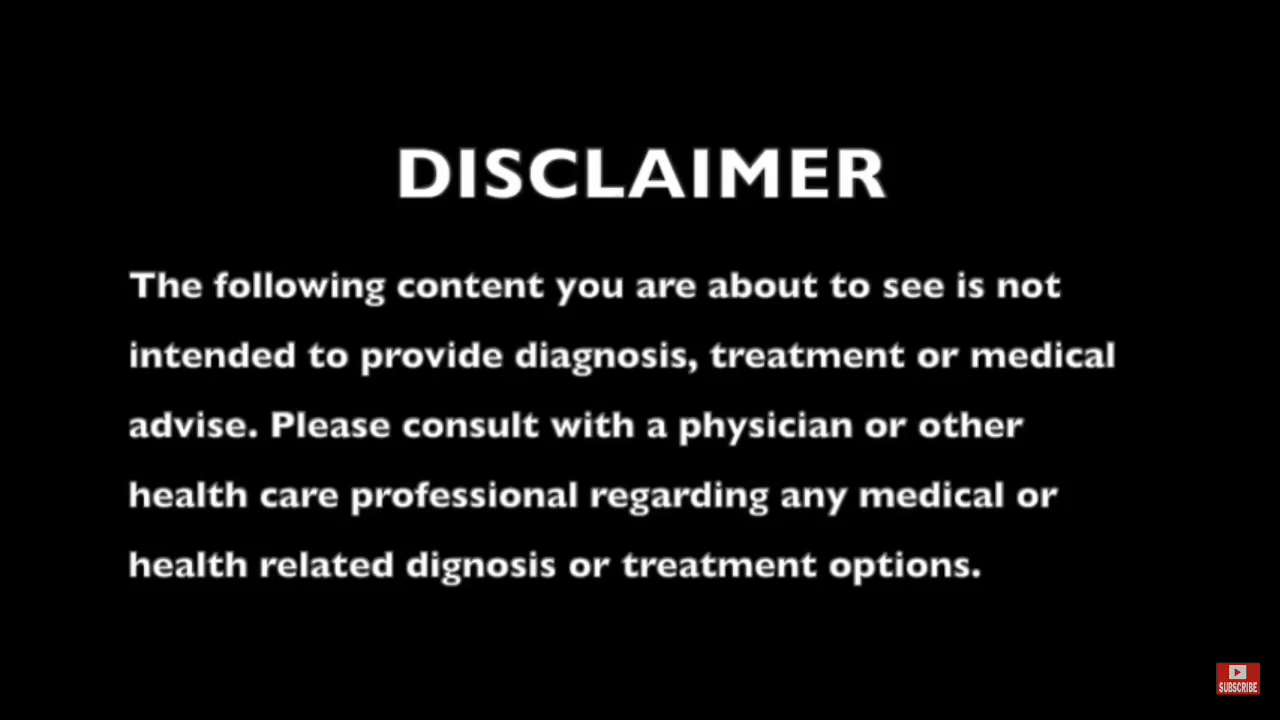 DISCLAIMER
The following content you are about to see is not
intended to provide diagnosis, treatment or medical
advise. Please consult with a physician or other
health care professional regarding any medical or
health related dignosis or treatment options.
SUBSCRIBE